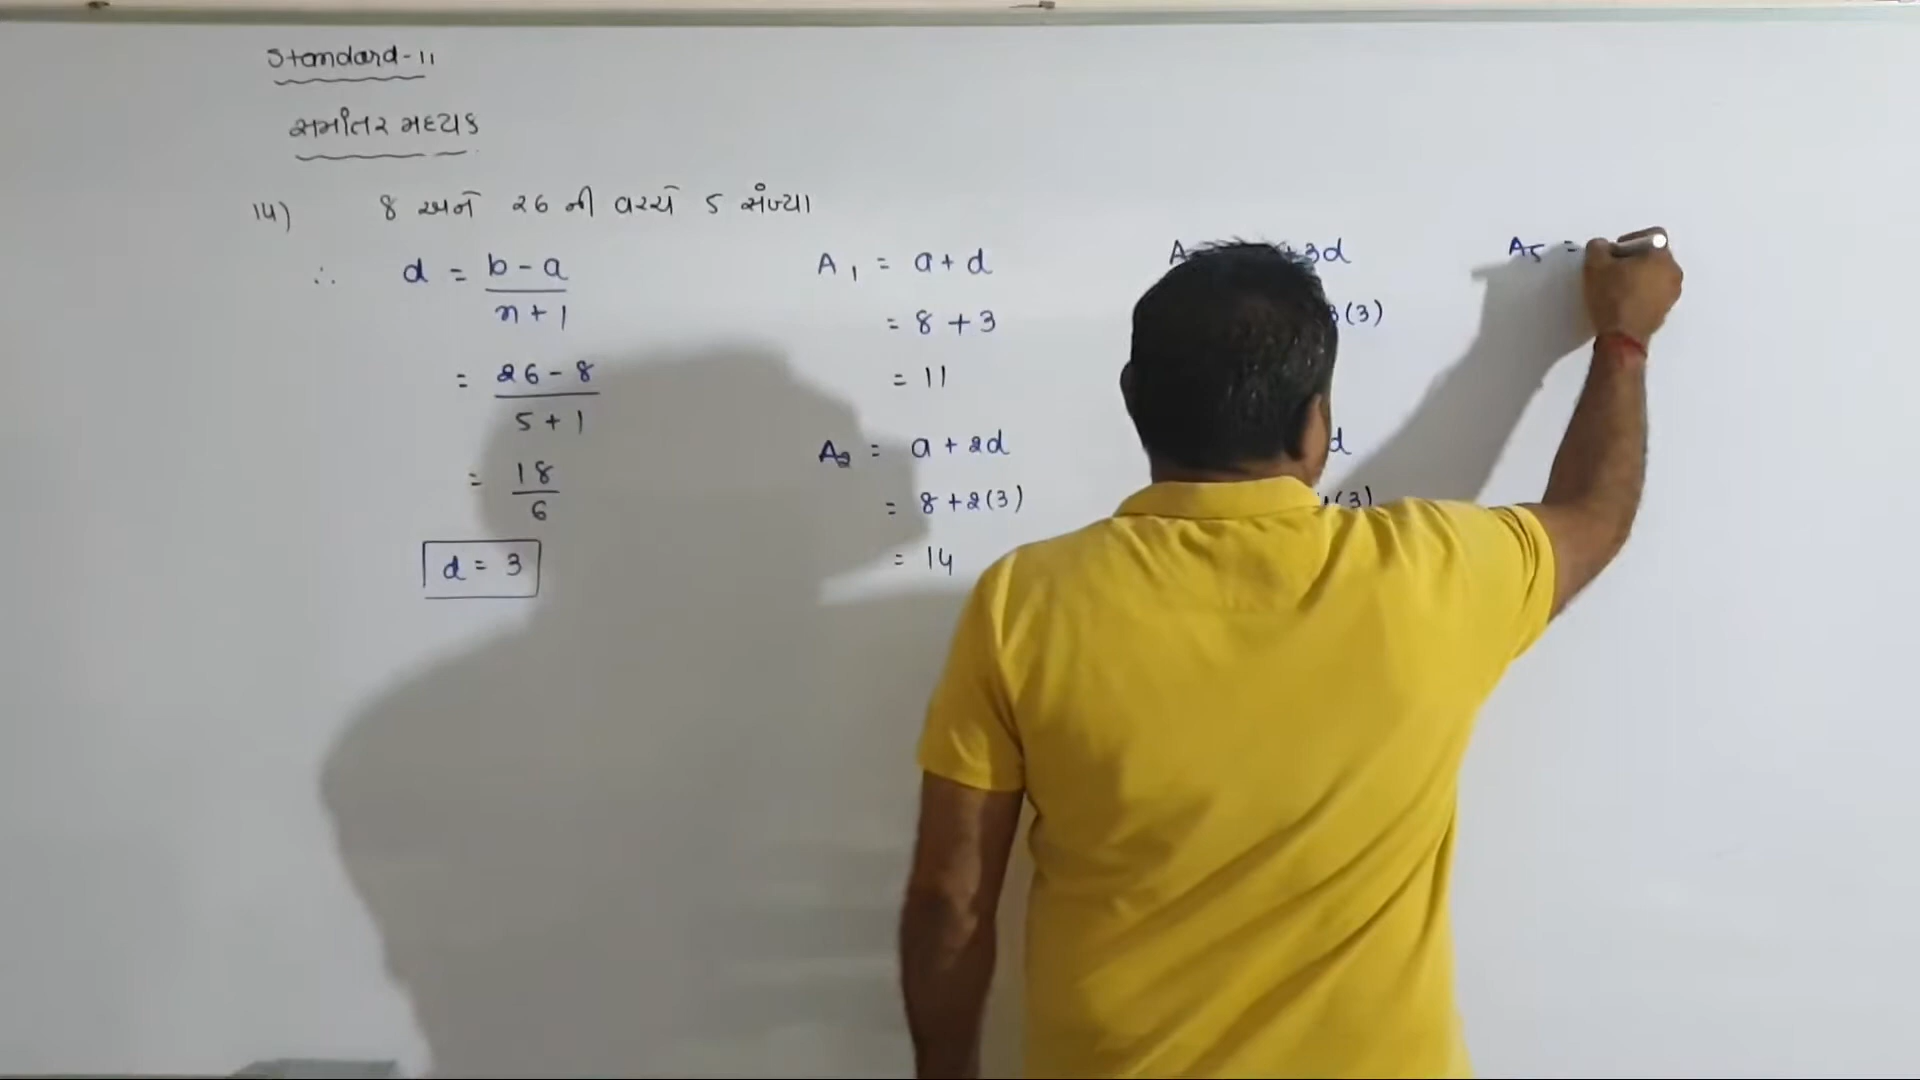 Standard-11
સમાંતર મધ્યક
14) 8 અને 26 ની વચ્ચે 5 સંખ્યા
∴ d = b-a / n+1
= 26-8 / 5+1
= 18 / 6
d = 3
A1 = a+d
= 8+3
= 11
A2 = a+2d
= 8+2(3)
= 14
A +3d
(3)
d
(3)
A5 =